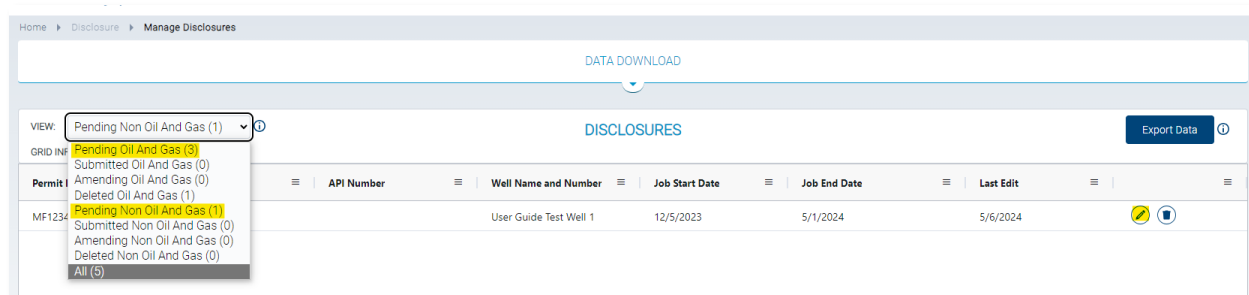 Home Disclosure Manage Disclosures
DATA DOWNLOAD
VIEW: Pending Non Oil And Gas (1)
DISCLOSURES
Export Data
GRID INF
Pending Oil And Gas (3)
Submitted Oil And Gas (0)
Amending Oil And Gas (0)
Deleted Oil And Gas (1)
Pending Non Oil And Gas (1)
Submitted Non Oil And Gas (0)
Amending Non Oil And Gas (0)
Deleted Non Oil And Gas (0)
All (5)
Permit API Number Well Name and Number Job Start Date Job End Date Last Edit
MF1234 User Guide Test Well 1 12/5/2023 5/1/2024 5/6/2024